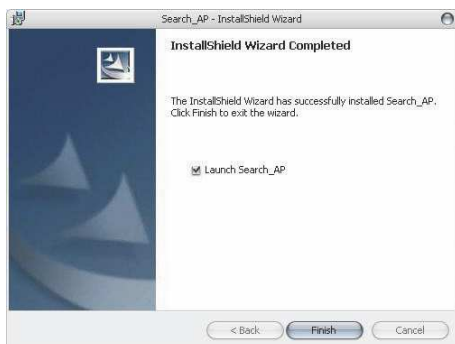 Search_AP - InstallShield Wizard
InstallShield Wizard Completed
The InstallShield Wizard has successfully installed Search_AP.
Click Finish to exit the wizard.
Launch Search_AP
< Back
Finish
Cancel